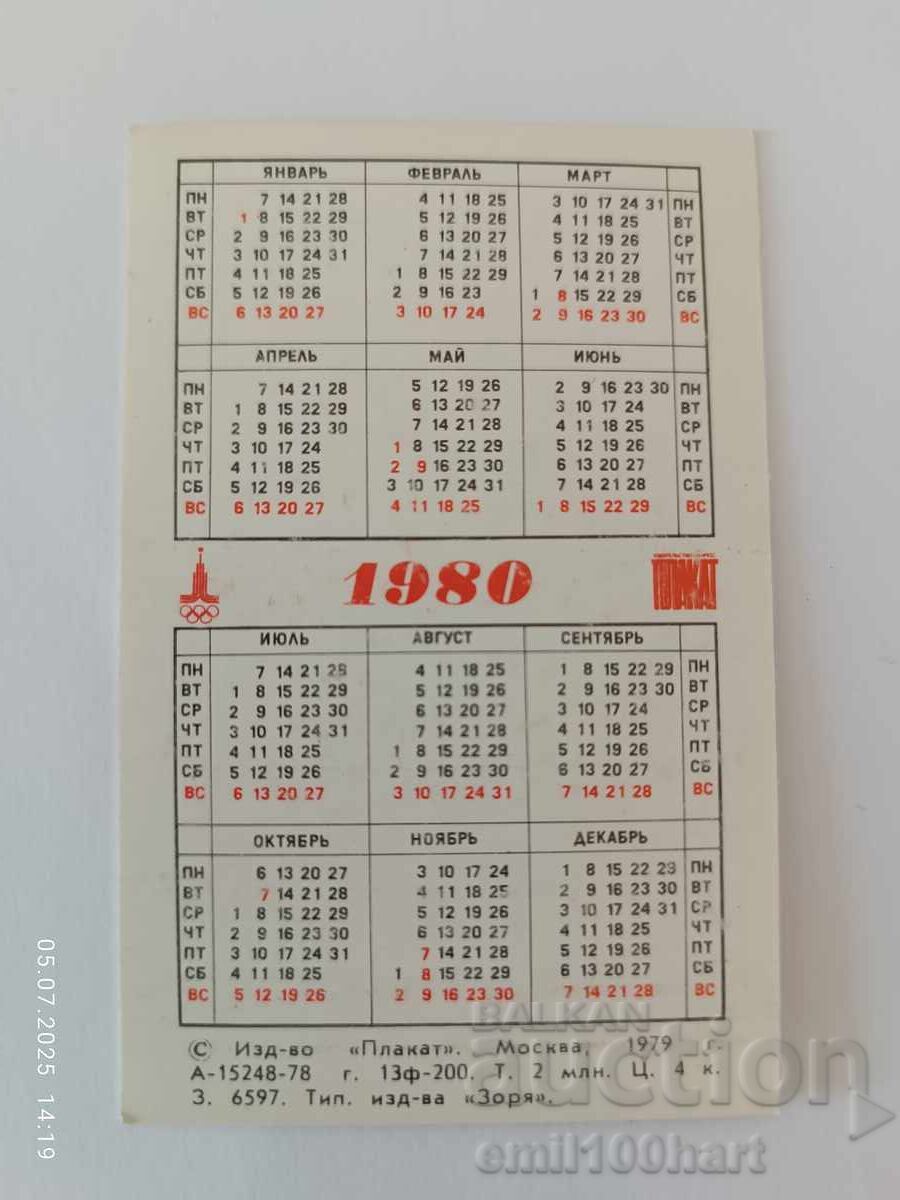 ЯНВАРЬ ФЕВРАЛЬ МАРТ
ПН 7 14 21 28 4 11 18 25 3 10 17 24 31 ПН
ВТ 1 8 15 22 29 5 12 19 26 4 11 18 25 ВТ
СР 2 9 16 23 30 6 13 20 27 5 12 19 26 СР
ЧТ 3 10 17 24 31 7 14 21 28 6 13 20 27 ЧТ
ПТ 4 11 18 25 1 8 15 22 29 7 14 21 28 ПТ
СБ 5 12 19 26 2 9 16 23 1 8 15 22 29 СБ
ВС 6 13 20 27 3 10 17 24 2 9 16 23 30 ВС
АПРЕЛЬ МАЙ ИЮНЬ
ПН 7 14 21 28 5 12 19 26 2 9 16 23 30 ПН
ВТ 1 8 15 22 29 6 13 20 27 3 10 17 24 ВТ
СР 2 9 16 23 30 7 14 21 28 4 11 18 25 СР
ЧТ 3 10 17 24 1 8 15 22 29 5 12 19 26 ЧТ
ПТ 4 11 18 25 2 9 16 23 30 6 13 20 27 ПТ
СБ 5 12 19 26 3 10 17 24 31 7 14 21 28 СБ
ВС 6 13 20 27 4 11 18 25 1 8 15 22 29 ВС
1980 ПЛАКАТ
ИЮЛЬ АВГУСТ СЕНТЯБРЬ
ПН 7 14 21 28 4 11 18 25 1 8 15 22 29 ПН
ВТ 1 8 15 22 29 5 12 19 26 2 9 16 23 30 ВТ
СР 2 9 16 23 30 6 13 20 27 3 10 17 24 СР
ЧТ 3 10 17 24 31 7 14 21 28 4 11 18 25 ЧТ
ПТ 4 11 18 25 1 8 15 22 29 5 12 19 26 ПТ
СБ 5 12 19 26 2 9 16 23 30 6 13 20 27 СБ
ВС 6 13 20 27 3 10 17 24 31 7 14 21 28 ВС
ОКТЯБРЬ НОЯБРЬ ДЕКАБРЬ
ПН 6 13 20 27 3 10 17 24 1 8 15 22 29 ПН
ВТ 7 14 21 28 4 11 18 25 2 9 16 23 30 ВТ
СР 1 8 15 22 29 5 12 19 26 3 10 17 24 31 СР
ЧТ 2 9 16 23 30 6 13 20 27 4 11 18 25 ЧТ
ПТ 3 10 17 24 31 7 14 21 28 5 12 19 26 ПТ
СБ 4 11 18 25 1 8 15 22 29 6 13 20 27 СБ
ВС 5 12 19 26 2 9 16 23 30 7 14 21 28 ВС
© Изд-во «Плакат». Москва, 1979 г.
А-15248-78 г. 13ф-200. Т. 2 млн. Ц. 4 к.
З. 6597. Тип. изд-ва «Зоря».
05.07.2025 14:19
BALKAN
auction
emil100hart